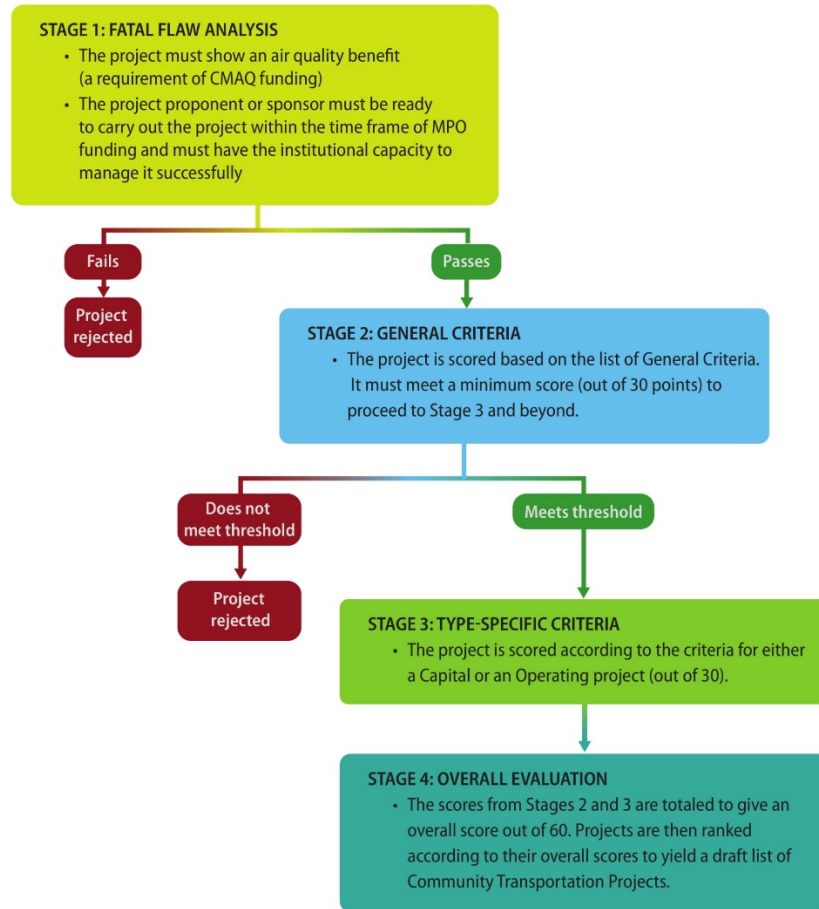 STAGE 1: FATAL FLAW ANALYSIS
• The project must show an air quality benefit
(a requirement of CMAQ funding)
• The project proponent or sponsor must be ready
to carry out the project within the time frame of MPO
funding and must have the institutional capacity to
manage it successfully
Fails
Passes
Project
rejected
STAGE 2: GENERAL CRITERIA
• The project is scored based on the list of General Criteria.
It must meet a minimum score (out of 30 points) to
proceed to Stage 3 and beyond.
Does not
meet threshold
Meets threshold
Project
rejected
STAGE 3: TYPE-SPECIFIC CRITERIA
• The project is scored according to the criteria for either
a Capital or an Operating project (out of 30).
STAGE 4: OVERALL EVALUATION
• The scores from Stages 2 and 3 are totaled to give an
overall score out of 60. Projects are then ranked
according to their overall scores to yield a draft list of
Community Transportation Projects.